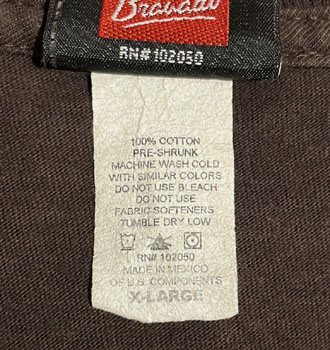 Bravado
RN# 102050
100% COTTON
PRE-SHRUNK
MACHINE WASH COLD
WITH SIMILAR COLORS
DO NOT USE BLEACH
DO NOT USE
FABRIC SOFTENERS
TUMBLE DRY LOW
RN# 102050
MADE IN MEXICO
OF U.S. COMPONENTS
X-LARGE